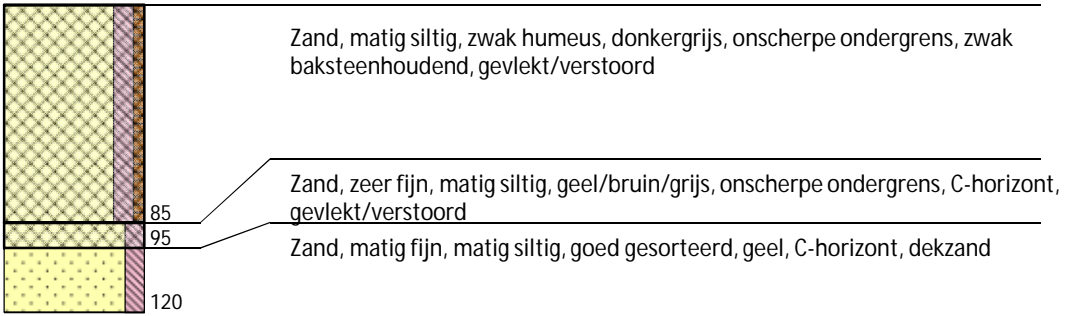 Zand, matig siltig, zwak humeus, donkergrijs, onscherpe ondergrens, zwak
baksteenhoudend, gevlekt/verstoord
Zand, zeer fijn, matig siltig, geel/bruin/grijs, onscherpe ondergrens, C-horizont,
gevlekt/verstoord
85
95
Zand, matig fijn, matig siltig, goed gesorteerd, geel, C-horizont, dekzand
120